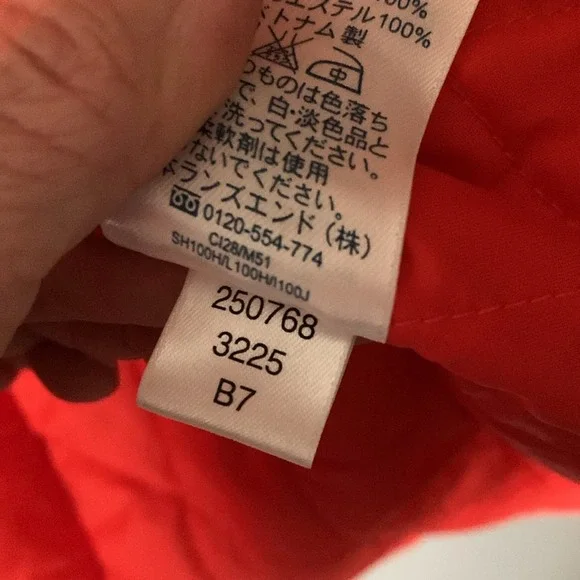 100%
エステル100%
トナム製
中
つものは色落ち
で、白・淡色品と
洗ってください。
柔軟剤は使用
ないでください。
ランズエンド(株)
0120-554-774
CI28/M51
SH100H/L100H/I100J
250768
3225
B7